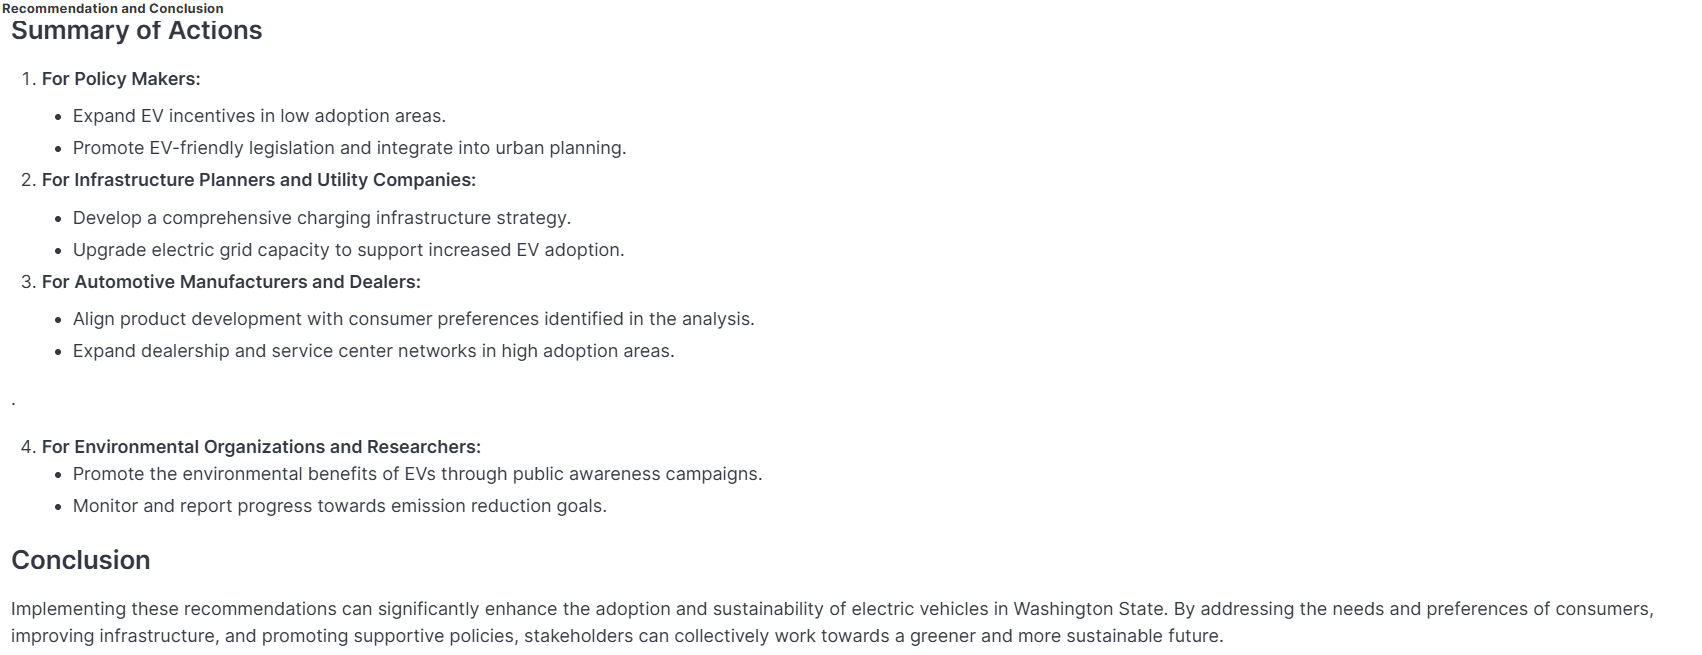 Recommendation and Conclusion
Summary of Actions
1. For Policy Makers:
• Expand EV incentives in low adoption areas.
• Promote EV-friendly legislation and integrate into urban planning.
2. For Infrastructure Planners and Utility Companies:
• Develop a comprehensive charging infrastructure strategy.
• Upgrade electric grid capacity to support increased EV adoption.
3. For Automotive Manufacturers and Dealers:
• Align product development with consumer preferences identified in the analysis.
• Expand dealership and service center networks in high adoption areas.
.
4. For Environmental Organizations and Researchers:
• Promote the environmental benefits of EVs through public awareness campaigns.
• Monitor and report progress towards emission reduction goals.
Conclusion
Implementing these recommendations can significantly enhance the adoption and sustainability of electric vehicles in Washington State. By addressing the needs and preferences of consumers,
improving infrastructure, and promoting supportive policies, stakeholders can collectively work towards a greener and more sustainable future.